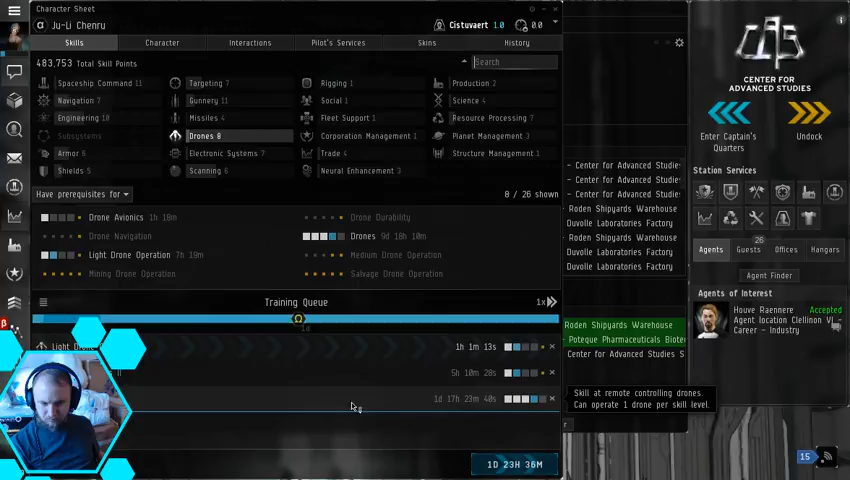 Character Sheet
α Ju-Li Chenru
Cistuvaert 1.0
0.0
Skills
Character
Interactions
Pilot's Services
Skins
History
483,753 Total Skill Points
Search
Spaceship Command 11
Targeting 7
Rigging 1
Production 2
Navigation 7
Gunnery 11
Social 1
Science 4
Engineering 10
Missiles 4
Fleet Support 1
Resource Processing 7
Subsystems
Drones 8
Corporation Management 1
Planet Management 3
Armor 6
Electronic Systems 7
Trade 4
Structure Management 1
Shields 5
Scanning 6
Neural Enhancement 3
Have prerequisites for
8 / 26 shown
Drone Avionics 1h 18m
Drone Durability
Drone Navigation
Drones 9d 16h 10m
Light Drone Operation 7h 19m
Medium Drone Operation
Mining Drone Operation
Salvage Drone Operation
Training Queue
1x
Ω
Light
1h 1m 13s
II
5h 10m 28s
1d 17h 23m 40s
1D 23H 36M
Skill at remote controlling drones.
Can operate 1 drone per skill level.
- Center for Advanced Studies
- Center for Advanced Studies
- Center for Advanced Studies
Roden Shipyards Warehouse
Duvolle Laboratories Factory
Roden Shipyards Warehouse
Duvolle Laboratories Factory
Duvolle Laboratories Factory
Roden Shipyards Warehouse
- Poteque Pharmaceuticals Biote
Center for Advanced Studies S
CAS
CENTER FOR
ADVANCED STUDIES
Enter Captain's
Quarters
Undock
Station Services
Agents
26
Guests
Offices
Hangars
Agent Finder
Agents of Interest
Houve Raennere
Accepted
Agent location Clellinon VI -
Career - Industry
β
15